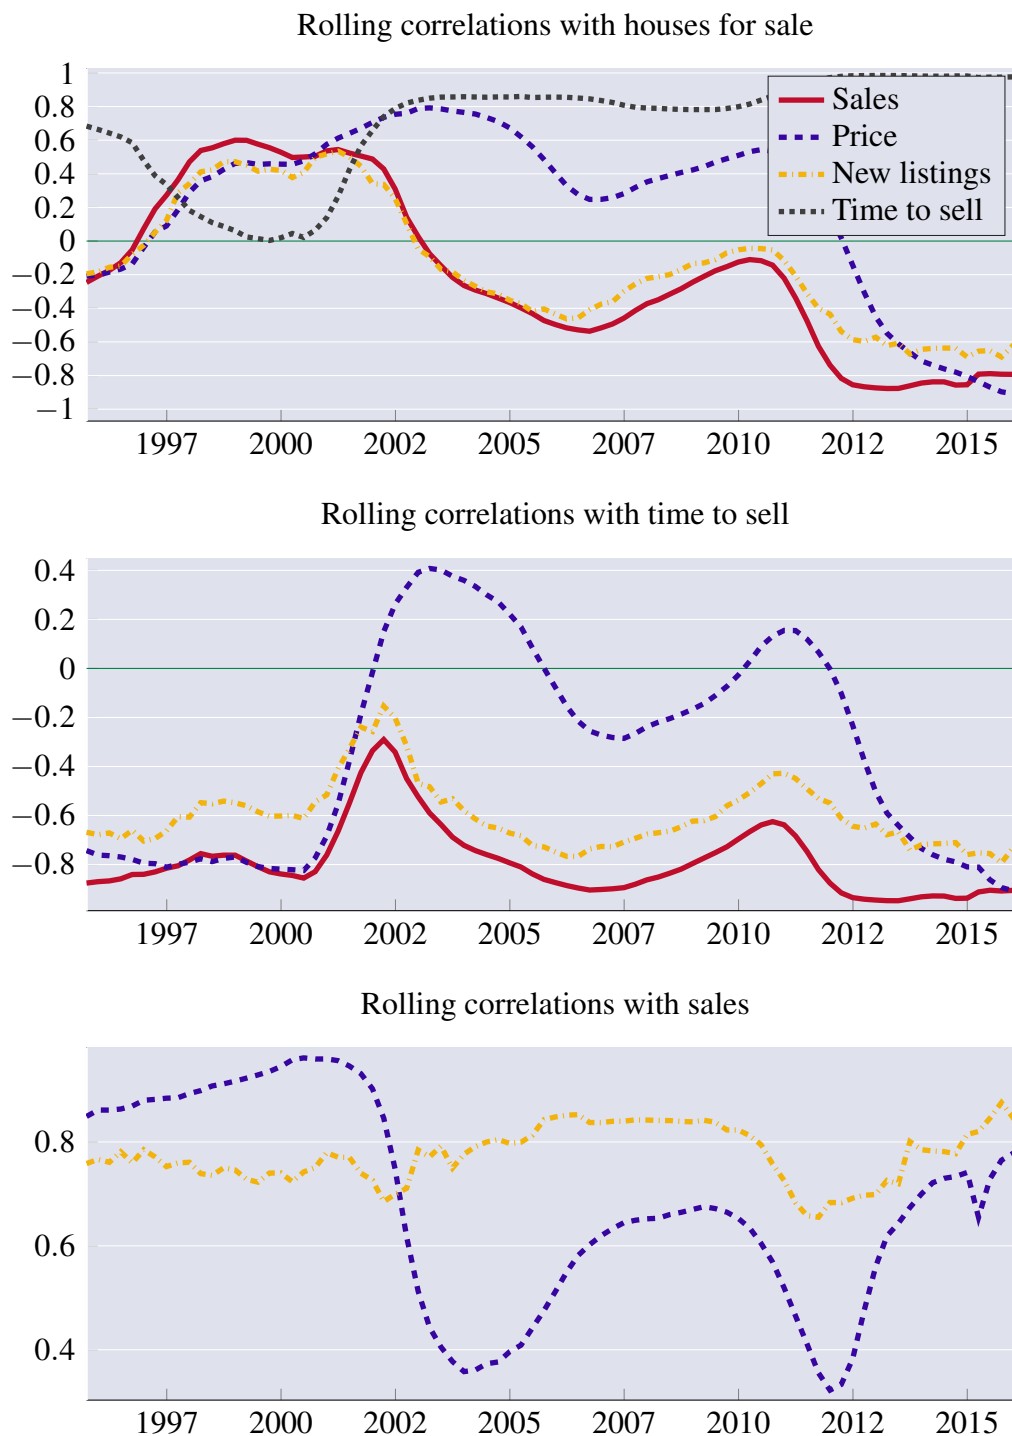 Rolling correlations with houses for sale
1
0.8
0.6
0.4
0.2
0
−0.2
−0.4
−0.6
−0.8
−1
Sales
Price
New listings
Time to sell
1997 2000 2002 2005 2007 2010 2012 2015
Rolling correlations with time to sell
0.4
0.2
0
−0.2
−0.4
−0.6
−0.8
1997 2000 2002 2005 2007 2010 2012 2015
Rolling correlations with sales
0.8
0.6
0.4
1997 2000 2002 2005 2007 2010 2012 2015